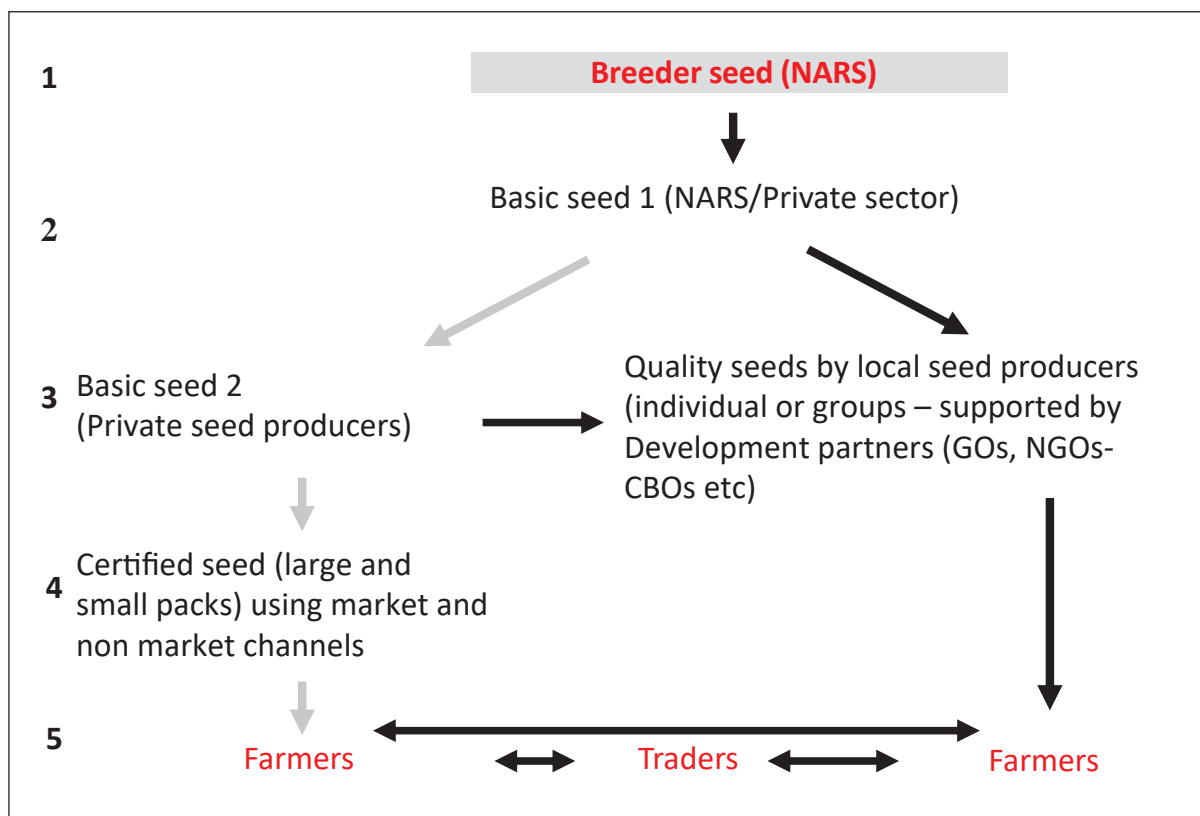 1
Breeder seed (NARS)
Basic seed 1 (NARS/Private sector)
2
3
Basic seed 2
(Private seed producers)
Quality seeds by local seed producers
(individual or groups – supported by
Development partners (GOs, NGOs-
CBOs etc)
4
Certified seed (large and
small packs) using market and
non market channels
5
Farmers
Traders
Farmers